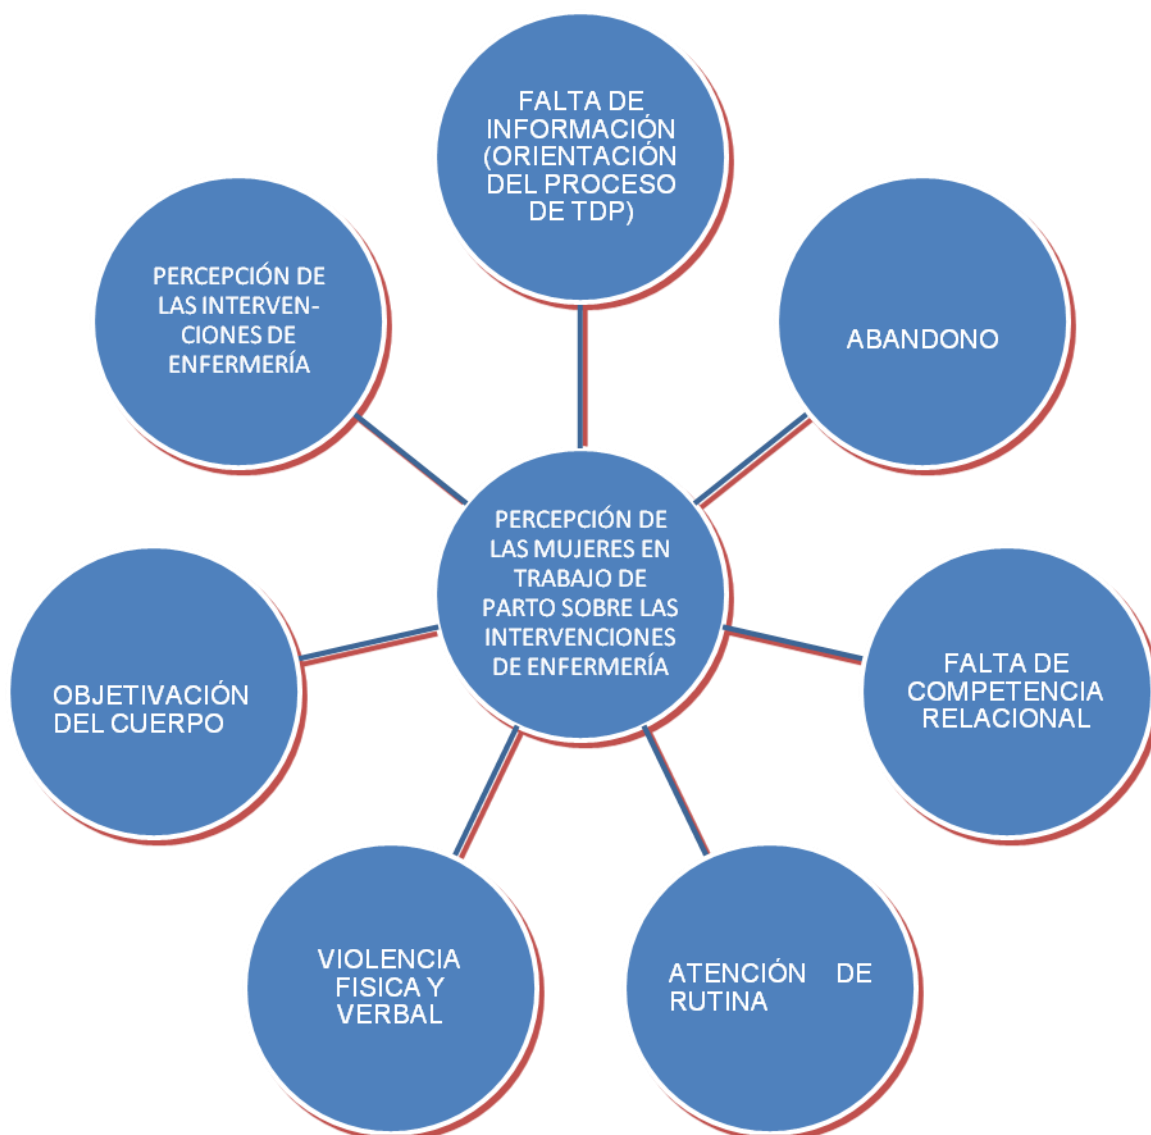 FALTA DE
INFORMACIÓN
(ORIENTACIÓN
DEL PROCESO
DE TDP)
PERCEPCIÓN DE
LAS INTERVEN-
CIONES DE
ENFERMERÍA
ABANDONO
PERCEPCIÓN DE
LAS MUJERES EN
TRABAJO DE
PARTO SOBRE LAS
INTERVENCIONES
DE ENFERMERÍA
OBJETIVACIÓN
DEL CUERPO
FALTA DE
COMPETENCIA
RELACIONAL
VIOLENCIA
FISICA Y
VERBAL
ATENCIÓN DE
RUTINA